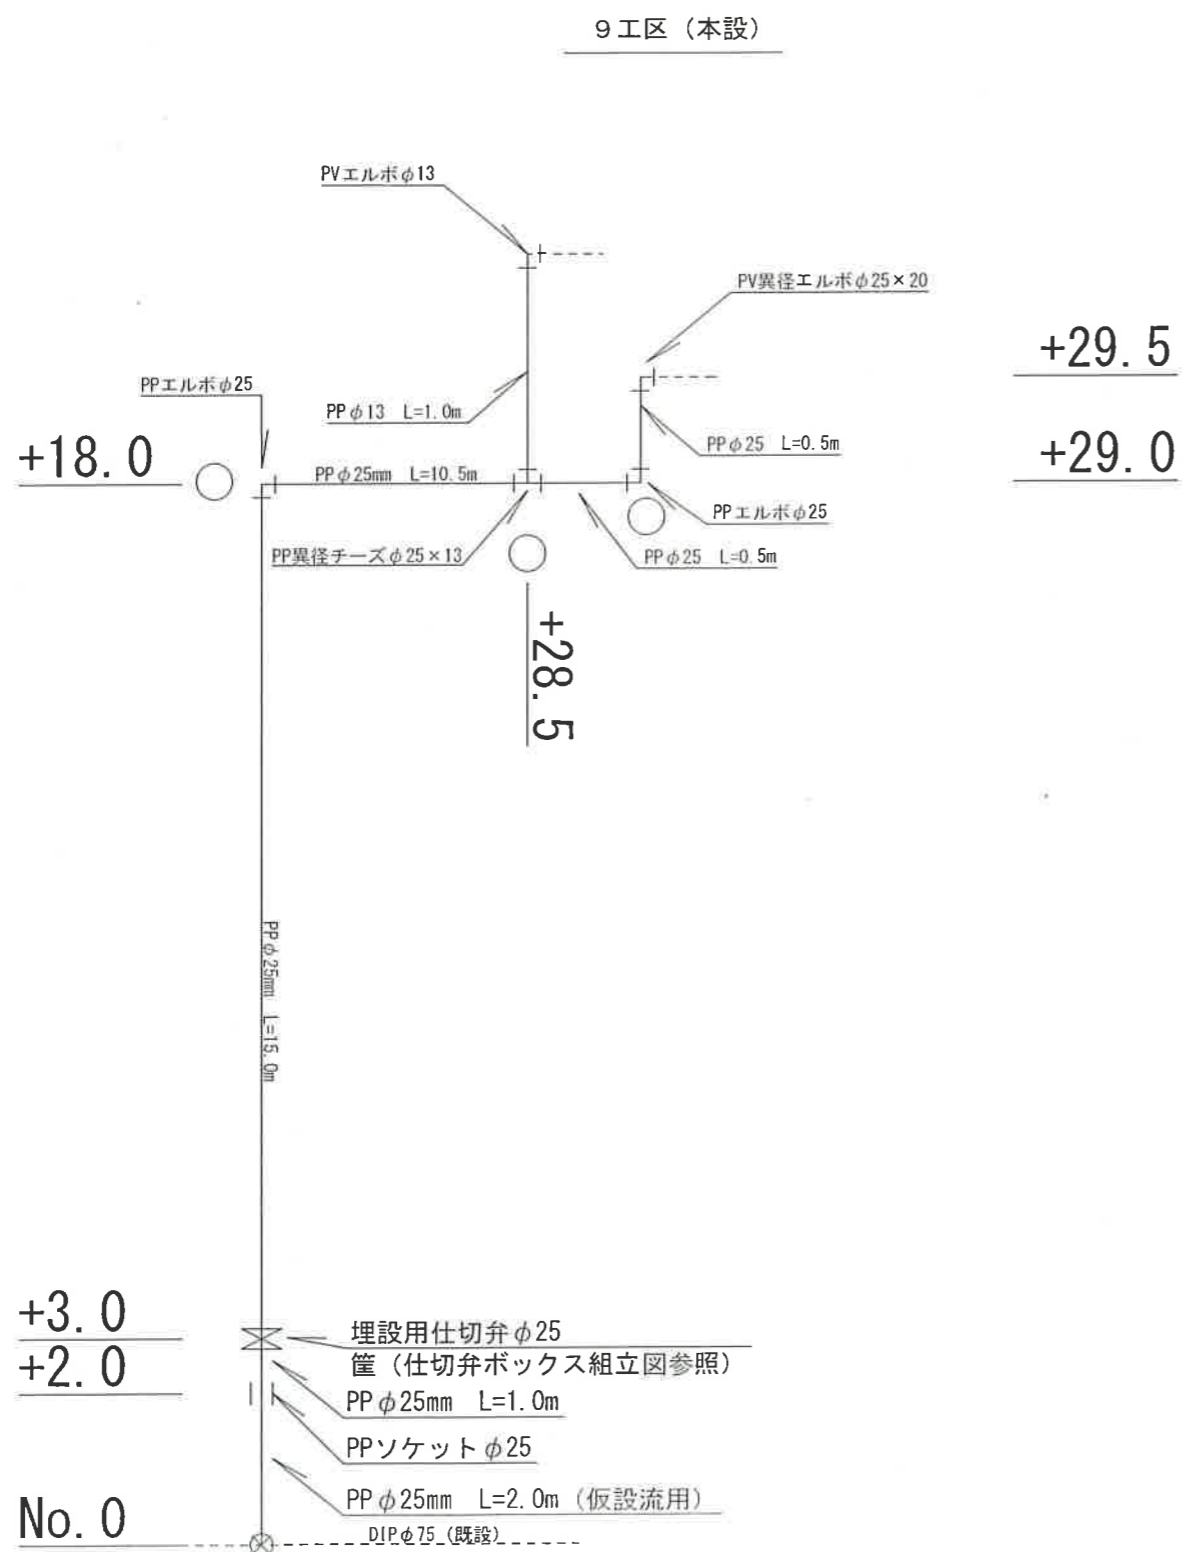 9工区（本設）
PVエルボφ13
PV異径エルボφ25×20
+29.5
PPエルボφ25
PPφ13 L=1.0m
PPφ25 L=0.5m
+18.0
PPφ25mm L=10.5m
+29.0
PPエルボφ25
PP異径チーズφ25×13
PPφ25 L=0.5m
+28.5
PPφ25mm L=15.0m
+3.0
埋設用仕切弁φ25
筐（仕切弁ボックス組立図参照）
+2.0
PPφ25mm L=1.0m
PPソケットφ25
PPφ25mm L=2.0m（仮設流用）
No.0
DIPφ75（既設）